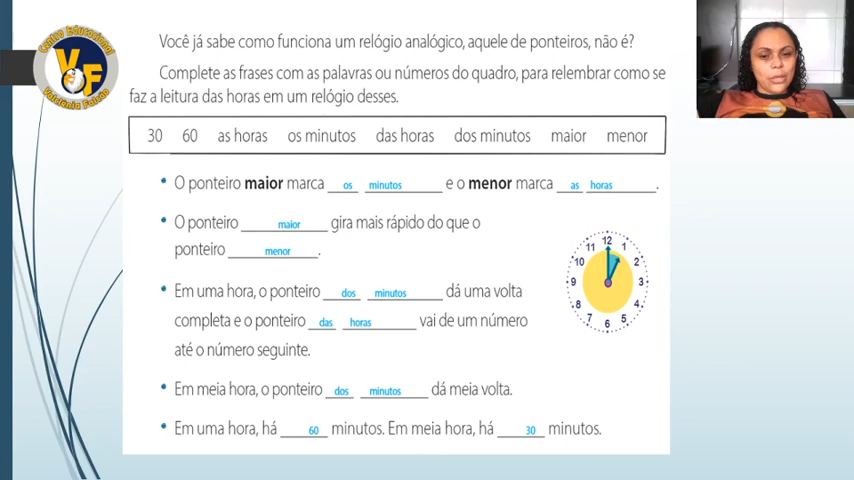 Centro Educacional
VF
Valclênia Falcão
Você já sabe como funciona um relógio analógico, aquele de ponteiros, não é?
Complete as frases com as palavras ou números do quadro, para relembrar como se
faz a leitura das horas em um relógio desses.
30 60 as horas os minutos das horas dos minutos maior menor
• O ponteiro maior marca os minutos e o menor marca as horas.
• O ponteiro maior gira mais rápido do que o
ponteiro menor.
• Em uma hora, o ponteiro dos minutos dá uma volta
completa e o ponteiro das horas vai de um número
até o número seguinte.
12
11 1
10 2
9 3
8 4
7 5
6
• Em meia hora, o ponteiro dos minutos dá meia volta.
• Em uma hora, há 60 minutos. Em meia hora, há 30 minutos.